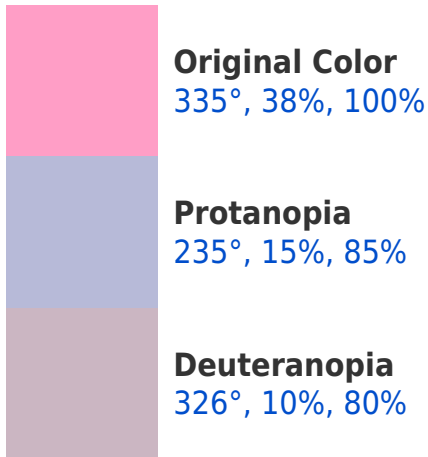 Original Color
335°, 38%, 100%
Protanopia
235°, 15%, 85%
Deuteranopia
326°, 10%, 80%